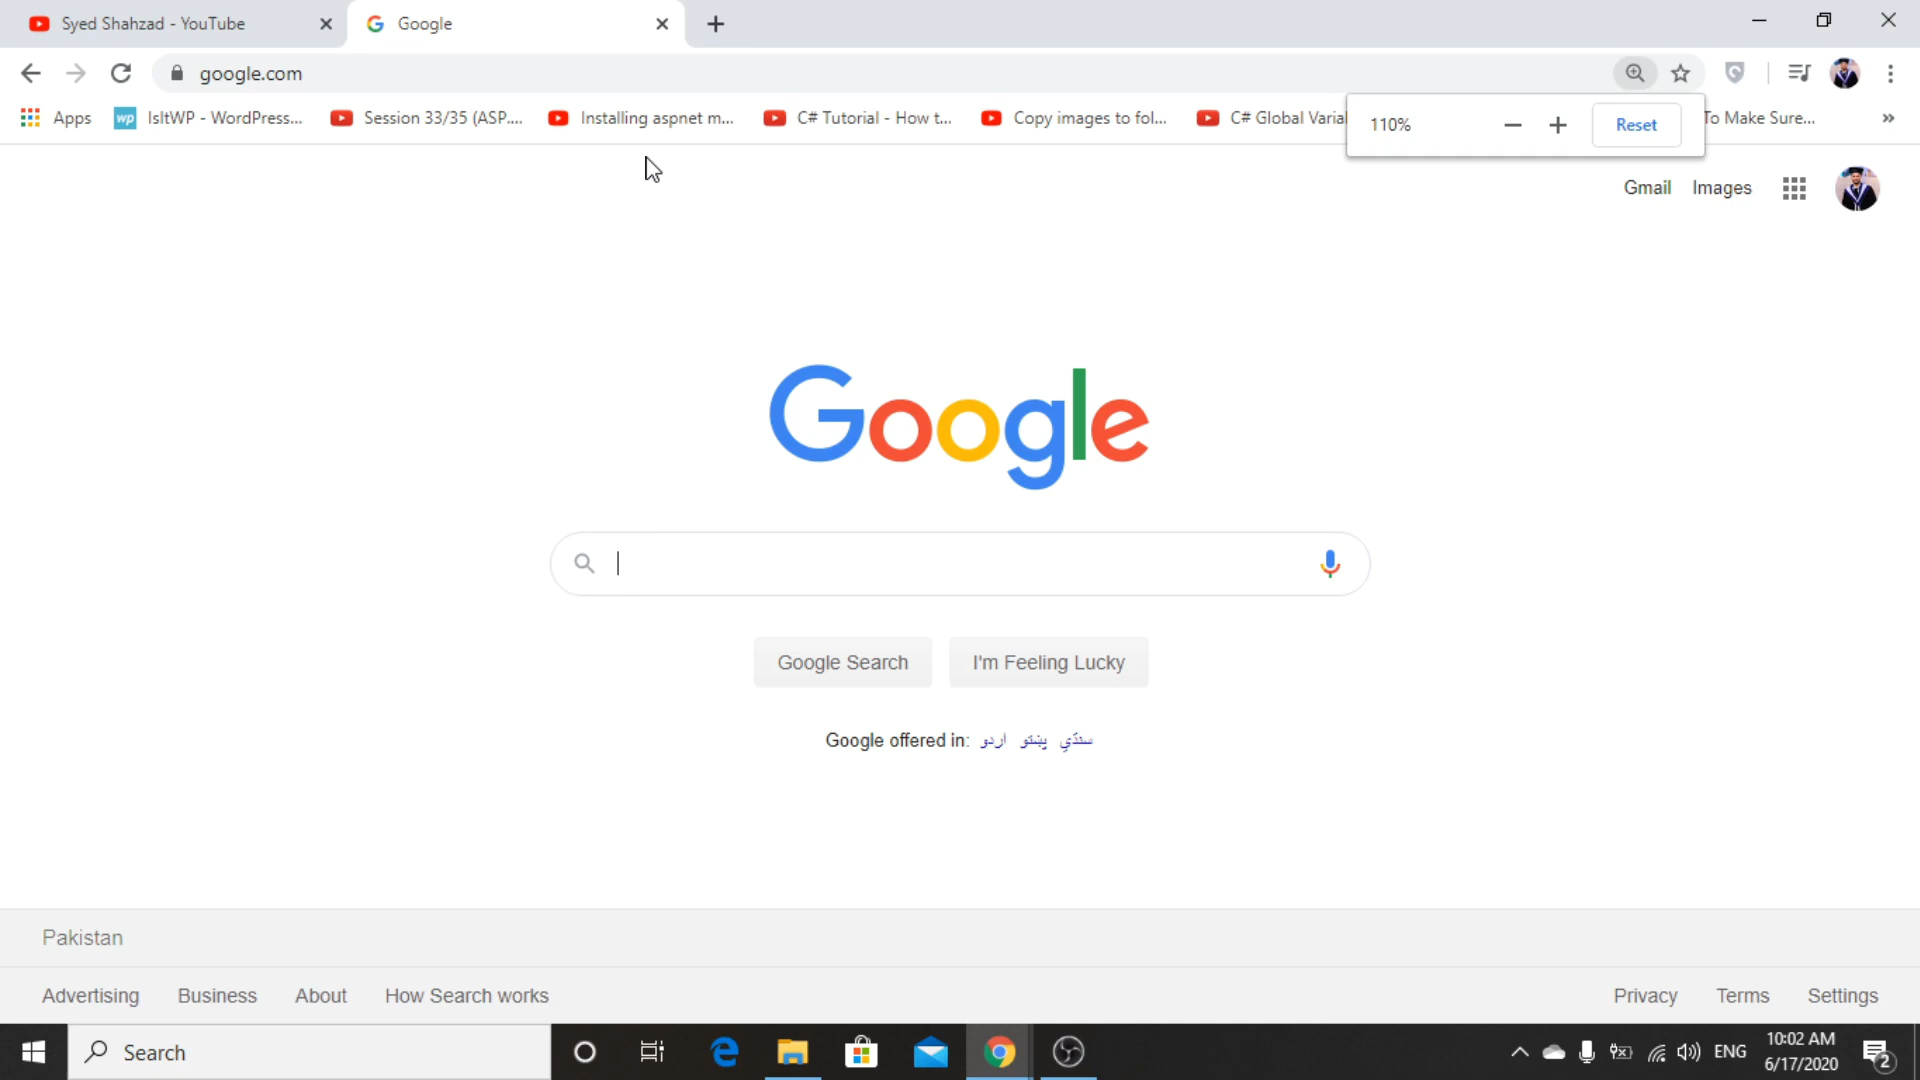 Syed Shahzad - YouTube
Google
google.com
Apps
wp IsItWP - WordPress...
Session 33/35 (ASP....
Installing aspnet m...
C# Tutorial - How t...
Copy images to fol...
C# Global Varial
To Make Sure...
»
110%
Reset
Gmail Images
Google
Google Search
I'm Feeling Lucky
Google offered in: اردو پښتو سنڌي
Pakistan
Advertising Business About How Search works
Privacy Terms Settings
Search
ENG
10:02 AM
6/17/2020
2